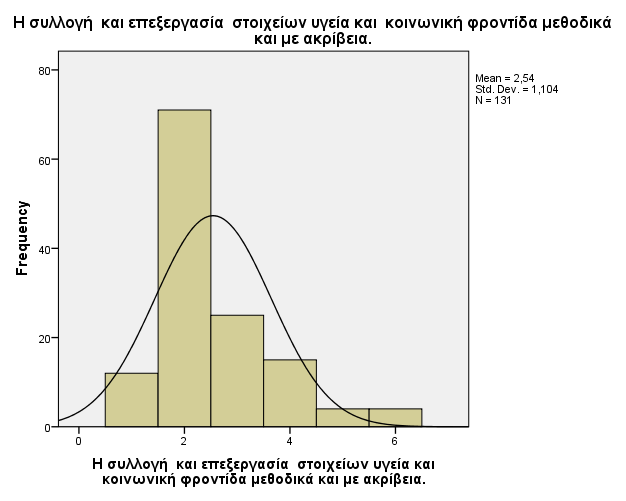 Η συλλογή και επεξεργασία στοιχείων υγεία και κοινωνική φροντίδα μεθοδικά
και με ακρίβεια.
Mean = 2,54
Std. Dev. = 1,104
N = 131
80
60
40
20
0
Frequency
0 2 4 6
Η συλλογή και επεξεργασία στοιχείων υγεία και
κοινωνική φροντίδα μεθοδικά και με ακρίβεια.